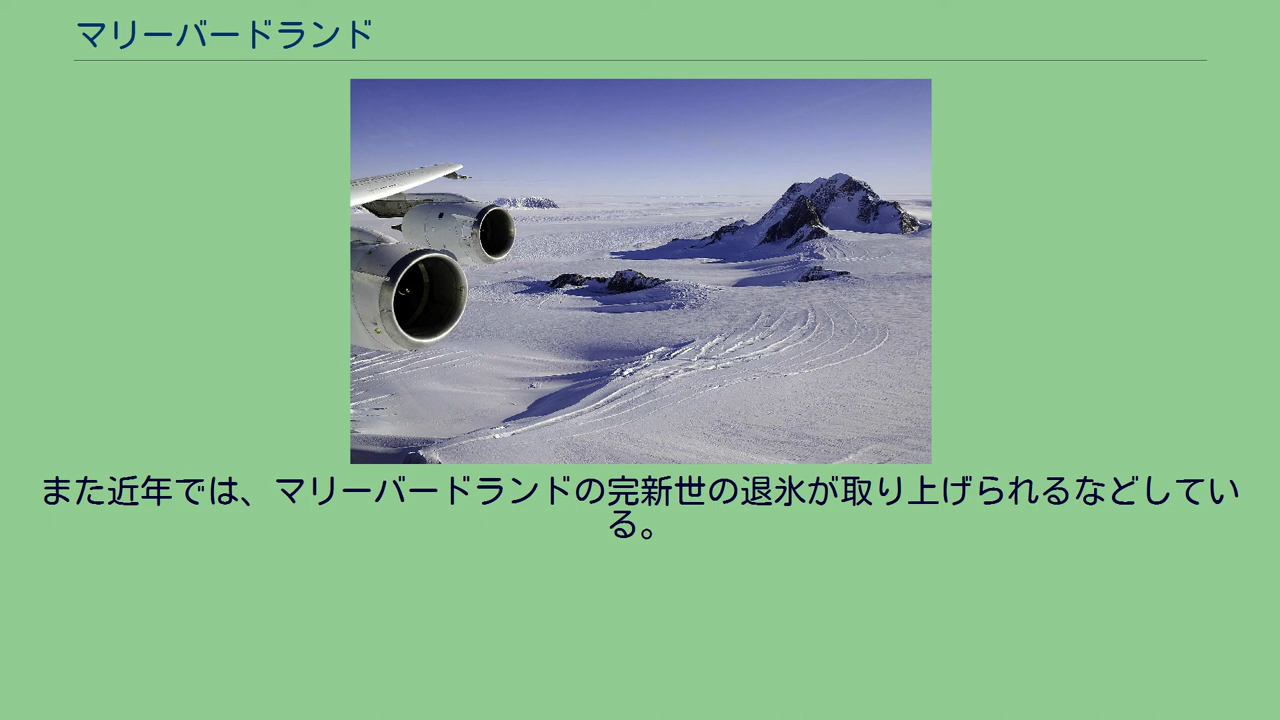 マリーバードランド
また近年では、マリーバードランドの完新世の退氷が取り上げられるなどしてい
る。